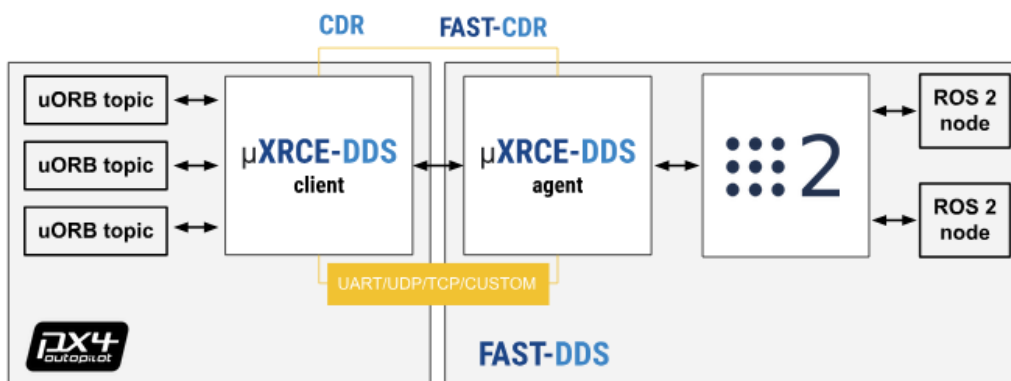 CDR
FAST-CDR
uORB topic
uORB topic
uORB topic
µXRCE-DDS
client
µXRCE-DDS
agent
2
ROS 2
node
ROS 2
node
UART/UDP/TCP/CUSTOM
px4
autopilot
FAST-DDS